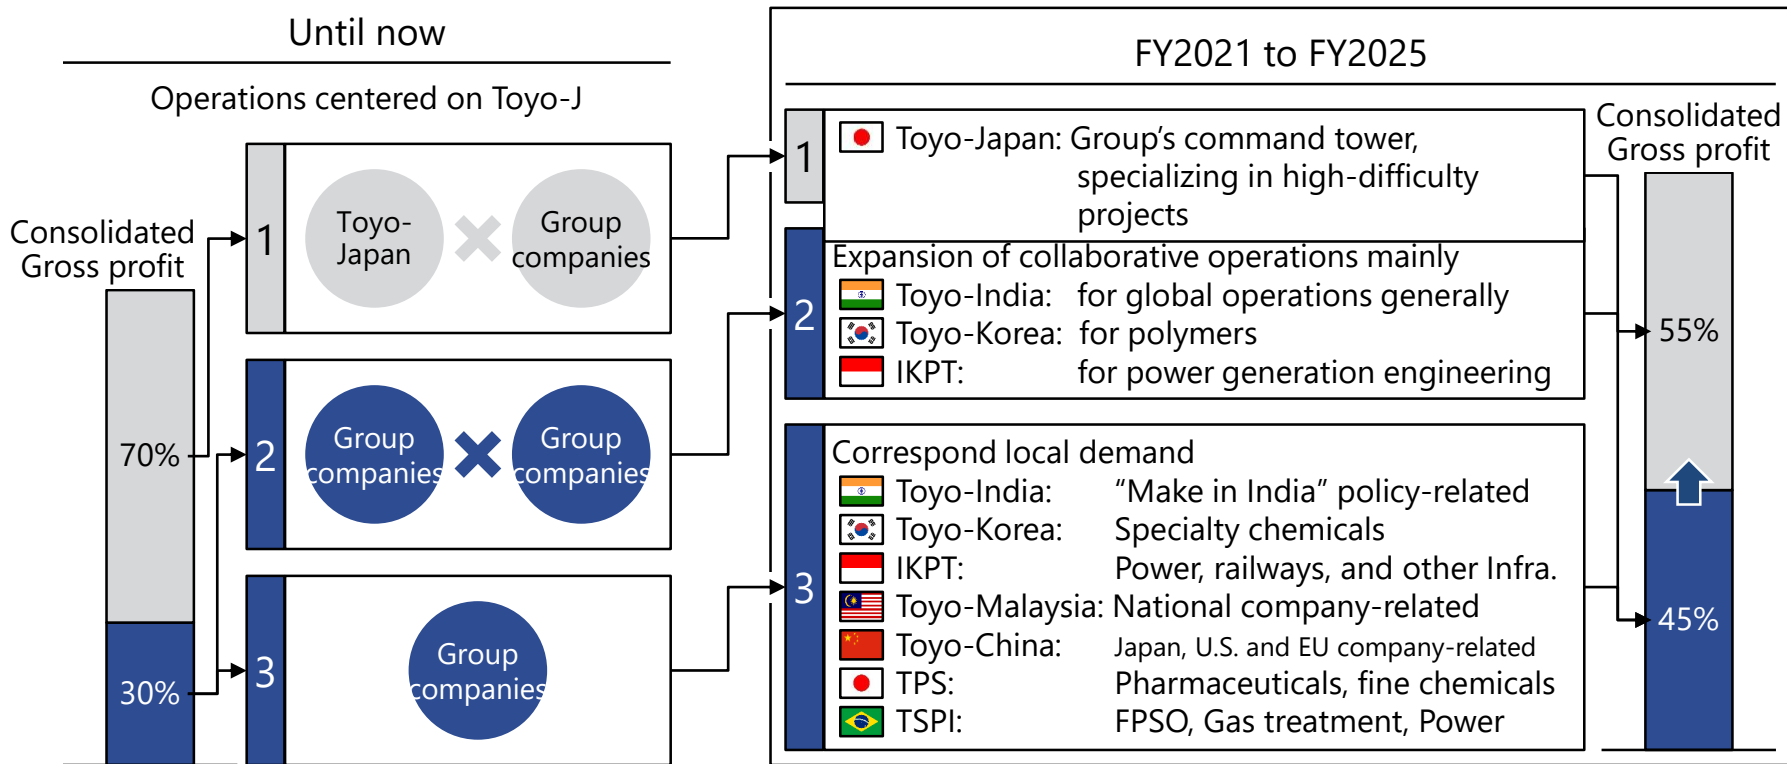 Until now
Operations centered on Toyo-J
Consolidated
Gross profit
70%
30%
1
Toyo-
Japan
Group
companies
2
Group
companies
Group
companies
3
Group
companies
FY2021 to FY2025
1
Toyo-Japan: Group’s command tower,
specializing in high-difficulty
projects
2
Expansion of collaborative operations mainly
Toyo-India: for global operations generally
Toyo-Korea: for polymers
IKPT: for power generation engineering
3
Correspond local demand
Toyo-India: “Make in India” policy-related
Toyo-Korea: Specialty chemicals
IKPT: Power, railways, and other Infra.
Toyo-Malaysia: National company-related
Toyo-China: Japan, U.S. and EU company-related
TPS: Pharmaceuticals, fine chemicals
TSPI: FPSO, Gas treatment, Power
Consolidated
Gross profit
55%
45%